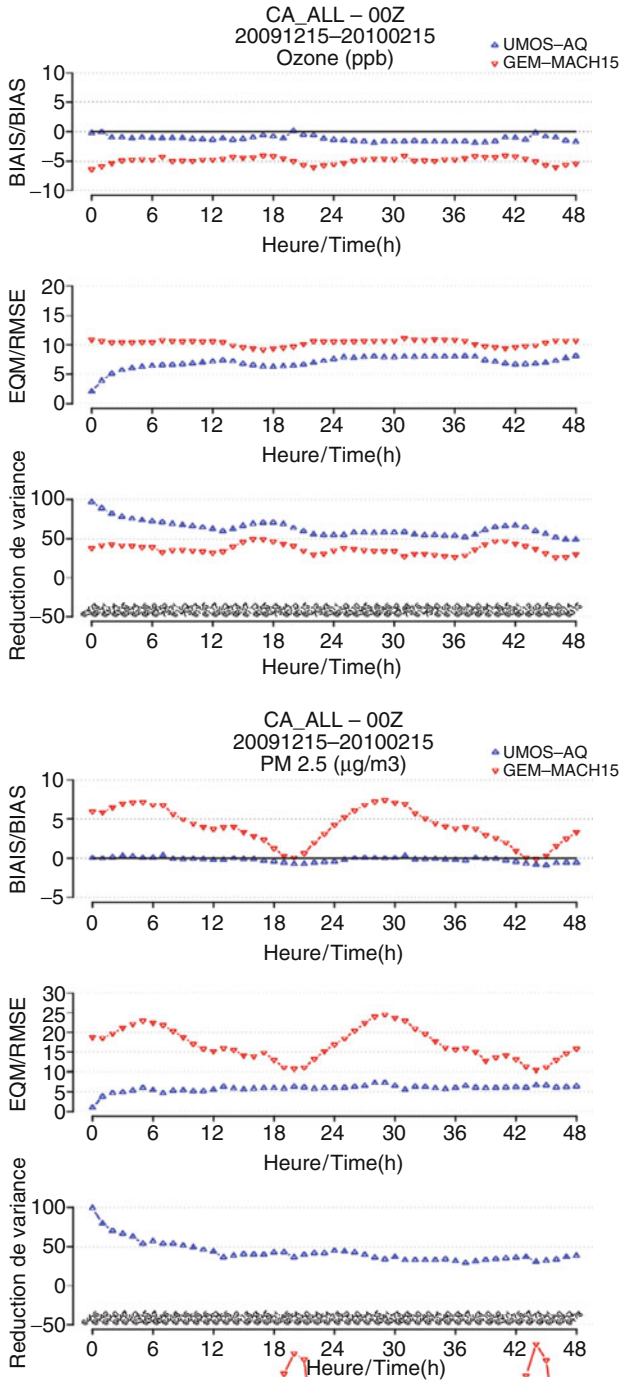 CA_ALL – 00Z
20091215–20100215
Ozone (ppb)
UMOS–AQ
GEM–MACH15
BIAIS/BIAS
10
5
0
–5
–10
0 6 12 18 24 30 36 42 48
Heure/Time(h)
EQM/RMSE
20
15
10
5
0
0 6 12 18 24 30 36 42 48
Heure/Time(h)
Reduction de variance
100
50
0
–50
0 6 12 18 24 30 36 42 48
Heure/Time(h)
CA_ALL – 00Z
20091215–20100215
PM 2.5 (µg/m3)
UMOS–AQ
GEM–MACH15
BIAIS/BIAS
10
5
0
–5
0 6 12 18 24 30 36 42 48
Heure/Time(h)
EQM/RMSE
30
25
20
15
10
5
0
0 6 12 18 24 30 36 42 48
Heure/Time(h)
Reduction de variance
100
50
0
–50
0 6 12 18 24 30 36 42 48
Heure/Time(h)